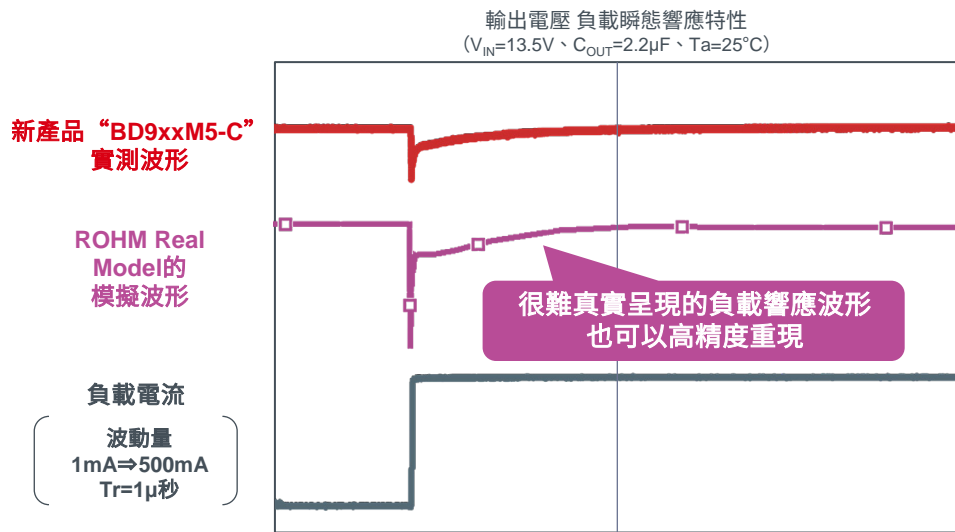 輸出電壓 負載瞬態響應特性
（VIN=13.5V、COUT=2.2μF、Ta=25°C）
新產品“BD9xxM5-C”
實測波形
ROHM Real
Model的
模擬波形
很難真實呈現的負載響應波形
也可以高精度重現
負載電流
波動量
1mA⇒500mA
Tr=1μ秒